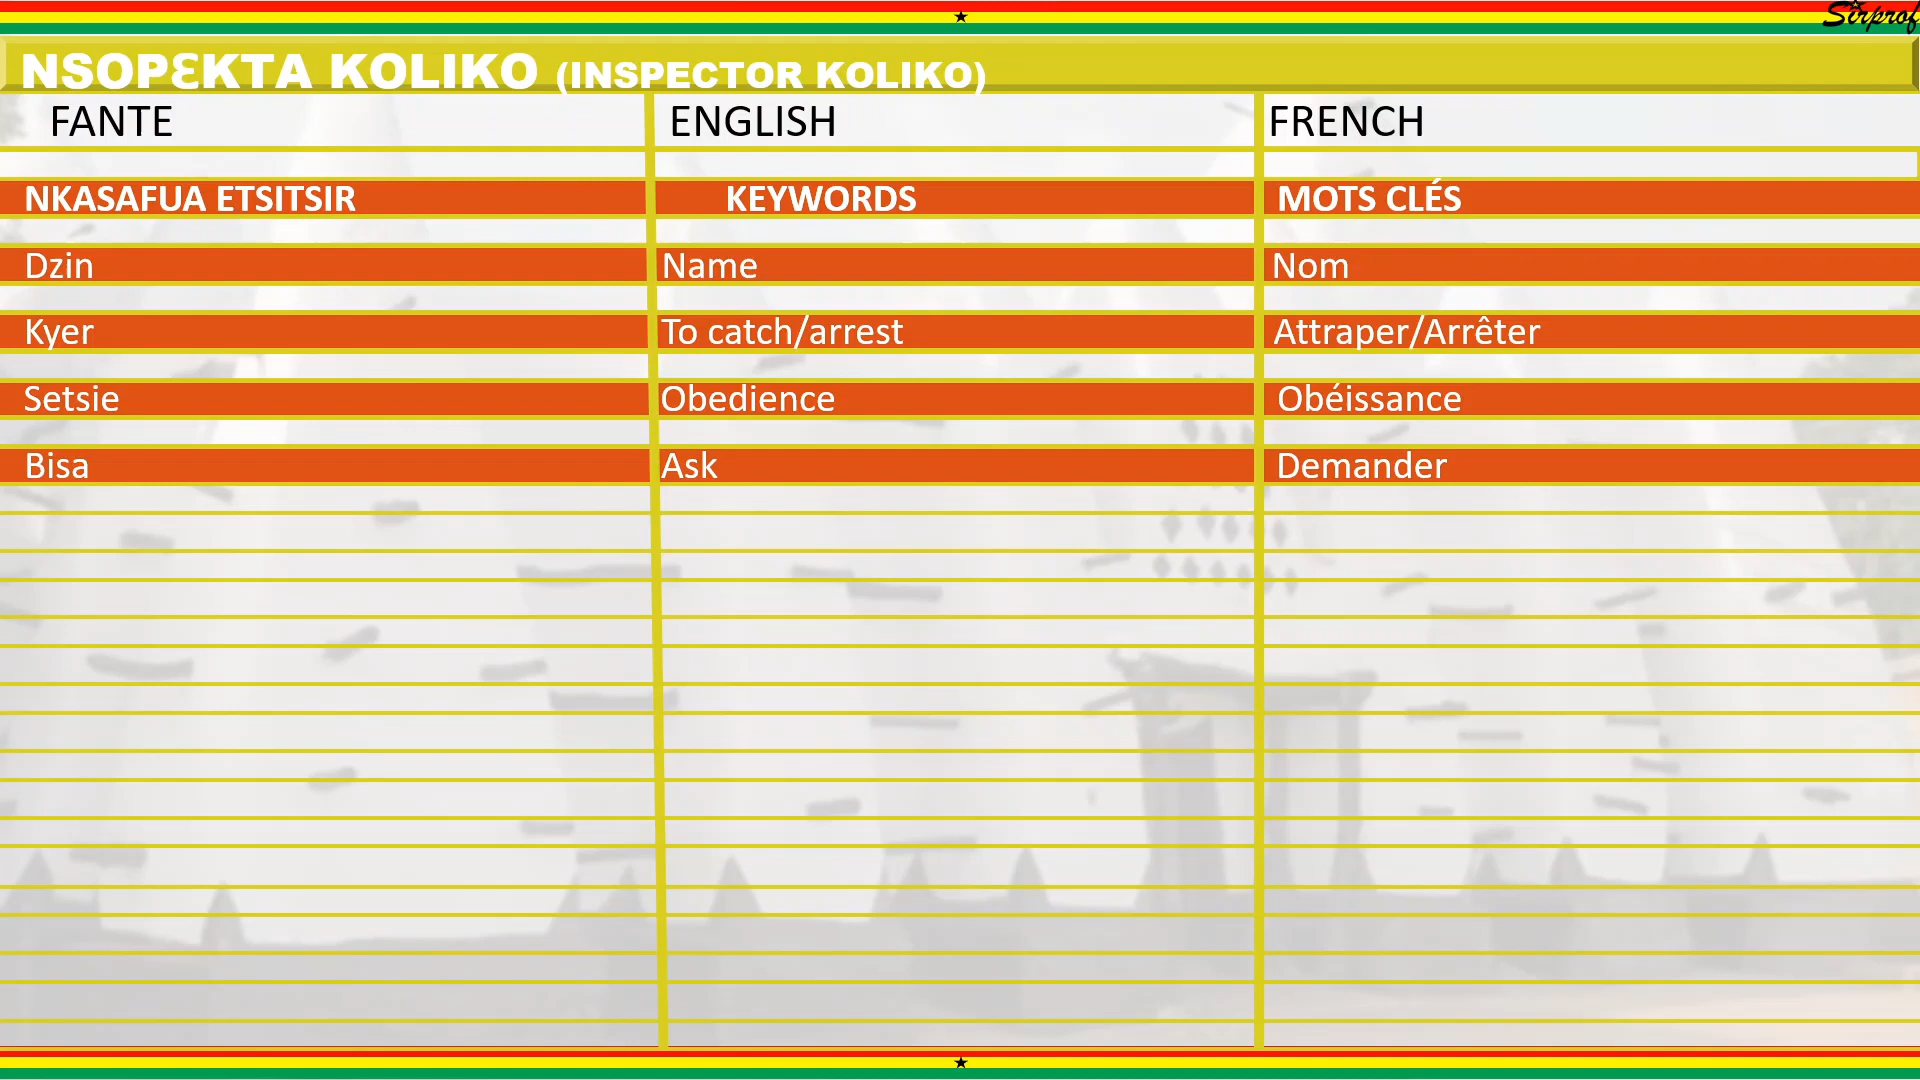 Sirprof
NSOPƐKTA KOLIKO (INSPECTOR KOLIKO)
FANTE ENGLISH FRENCH
NKASAFUA ETSITSIR KEYWORDS MOTS CLÉS
Dzin Name Nom
Kyer To catch/arrest Attraper/Arrêter
Setsie Obedience Obéissance
Bisa Ask Demander